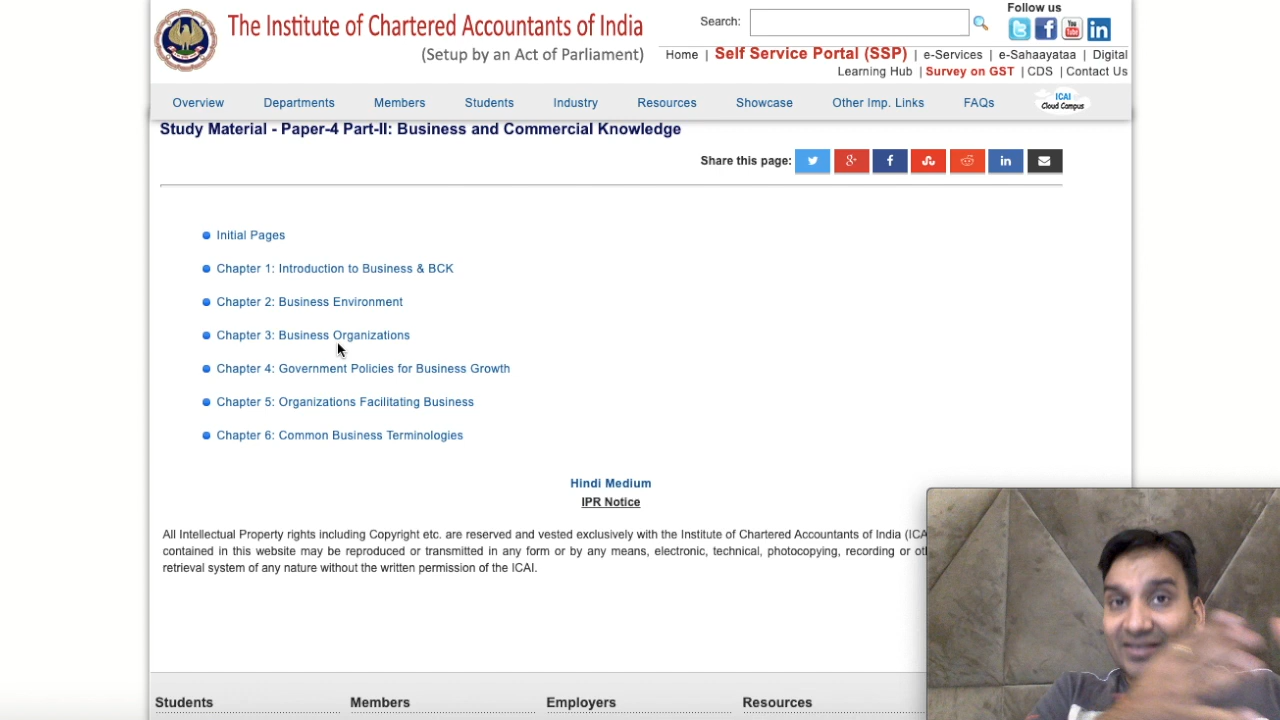 The Institute of Chartered Accountants of India
(Setup by an Act of Parliament)
Search:
Follow us
Home | Self Service Portal (SSP) | e-Services | e-Sahaayataa | Digital
Learning Hub | Survey on GST | CDS | Contact Us
Overview Departments Members Students Industry Resources Showcase Other Imp. Links FAQs ICAI Cloud Campus
Study Material - Paper-4 Part-II: Business and Commercial Knowledge
Share this page:
Initial Pages
Chapter 1: Introduction to Business & BCK
Chapter 2: Business Environment
Chapter 3: Business Organizations
Chapter 4: Government Policies for Business Growth
Chapter 5: Organizations Facilitating Business
Chapter 6: Common Business Terminologies
Hindi Medium
IPR Notice
All Intellectual Property rights including Copyright etc. are reserved and vested exclusively with the Institute of Chartered Accountants of India (ICA
contained in this website may be reproduced or transmitted in any form or by any means, electronic, technical, photocopying, recording or
retrieval system of any nature without the written permission of the ICAI.
Students Members Employers Resources